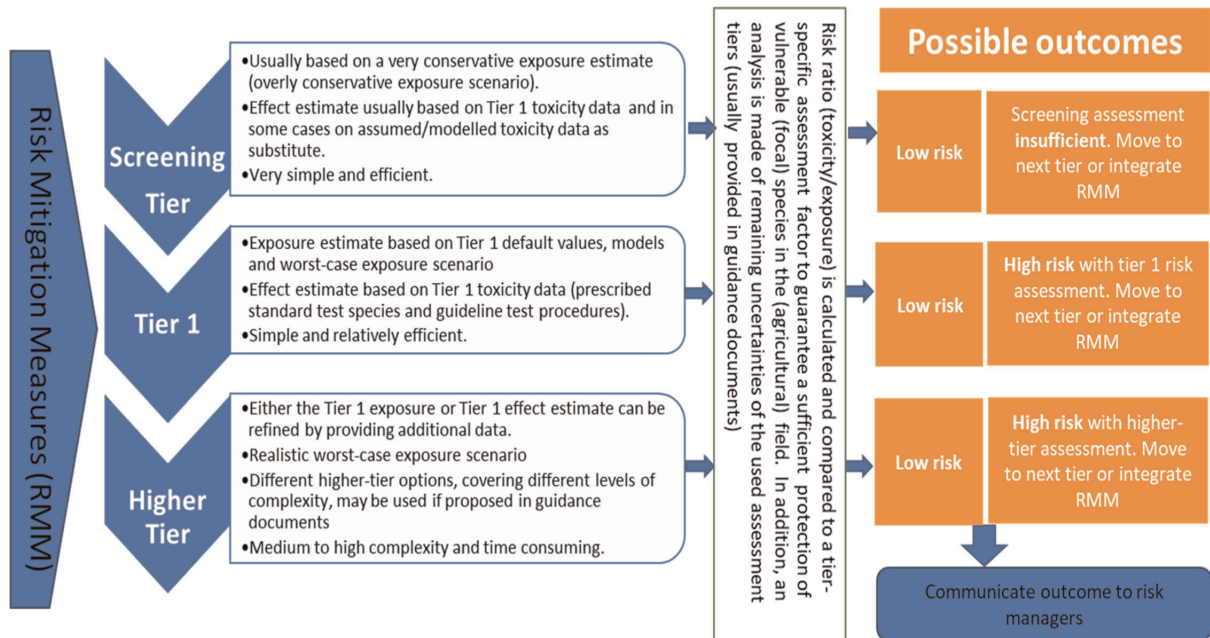 Risk Mitigation Measures (RMM)
Screening
Tier
•Usually based on a very conservative exposure estimate
(overly conservative exposure scenario).
•Effect estimate usually based on Tier 1 toxicity data and in
some cases on assumed/modelled toxicity data as
substitute.
•Very simple and efficient.
Tier 1
•Exposure estimate based on Tier 1 default values, models
and worst-case exposure scenario
•Effect estimate based on Tier 1 toxicity data (prescribed
standard test species and guideline test procedures).
•Simple and relatively efficient.
Higher
Tier
•Either the Tier 1 exposure or Tier 1 effect estimate can be
refined by providing additional data.
•Realistic worst-case exposure scenario
•Different higher-tier options, covering different levels of
complexity, may be used if proposed in guidance
documents
•Medium to high complexity and time consuming.
Risk ratio (toxicity/exposure) is calculated and compared to a tier-
specific assessment factor to guarantee a sufficient protection of
vulnerable (focal) species in the (agricultural) field. In addition, an
analysis is made of remaining uncertainties of the used assessment
tiers (usually provided in guidance documents)
Possible outcomes
Low risk
Screening assessment
insufficient. Move to
next tier or integrate
RMM
Low risk
High risk with tier 1 risk
assessment. Move to
next tier or integrate
RMM
Low risk
High risk with higher-
tier assessment. Move
to next tier or integrate
RMM
Communicate outcome to risk
managers